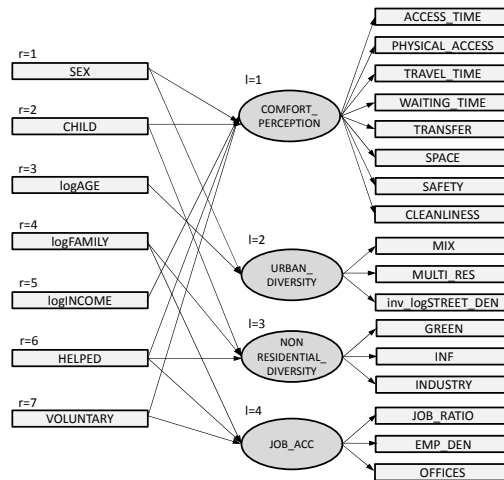 r=1
SEX
r=2
CHILD
r=3
logAGE
r=4
logFAMILY
r=5
logINCOME
r=6
HELPED
r=7
VOLUNTARY
l=1
COMFORT_
PERCEPTION
l=2
URBAN_
DIVERSITY
l=3
NON
RESIDENTIAL_
DIVERSITY
l=4
JOB_ACC
ACCESS_TIME
PHYSICAL_ACCESS
TRAVEL_TIME
WAITING_TIME
TRANSFER
SPACE
SAFETY
CLEANLINESS
MIX
MULTI_RES
inv_logSTREET_DEN
GREEN
INF
INDUSTRY
JOB_RATIO
EMP_DEN
OFFICES